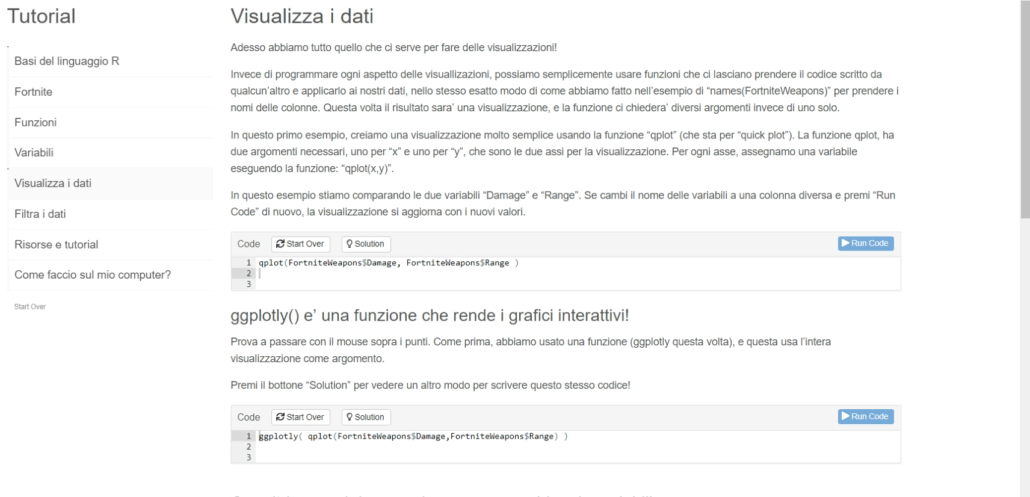 Tutorial
Basi del linguaggio R
Fortnite
Funzioni
Variabili
Visualizza i dati
Filtra i dati
Risorse e tutorial
Come faccio sul mio computer?
Start Over
Visualizza i dati
Adesso abbiamo tutto quello che ci serve per fare delle visualizzazioni!
Invece di programmare ogni aspetto delle visuallizazioni, possiamo semplicemente usare funzioni che ci lasciano prendere il codice scritto da
qualcun'altro e applicarlo ai nostri dati, nello stesso esatto modo di come abbiamo fatto nell'esempio di “names(FortniteWeapons)” per prendere i
nomi delle colonne. Questa volta il risultato sara' una visualizzazione, e la funzione ci chiedera' diversi argomenti invece di uno solo.
In questo primo esempio, creiamo una visualizzazione molto semplice usando la funzione “qplot” (che sta per “quick plot”). La funzione qplot, ha
due argomenti necessari, uno per “x” e uno per “y”, che sono le due assi per la visualizzazione. Per ogni asse, assegnamo una variabile
eseguendo la funzione: “qplot(x,y)”.
In questo esempio stiamo comparando le due variabili “Damage” e “Range”. Se cambi il nome delle variabili a una colonna diversa e premi “Run
Code” di nuovo, la visualizzazione si aggiorna con i nuovi valori.
Code Start Over Solution Run Code
1 qplot(FortniteWeapons$Damage, FortniteWeapons$Range )
2
3
ggplotly() e' una funzione che rende i grafici interattivi!
Prova a passare con il mouse sopra i punti. Come prima, abbiamo usato una funzione (ggplotly questa volta), e questa usa l'intera
visualizzazione come argomento.
Premi il bottone “Solution” per vedere un altro modo per scrivere questo stesso codice!
Code Start Over Solution Run Code
1 ggplotly( qplot(FortniteWeapons$Damage,FortniteWeapons$Range) )
2
3